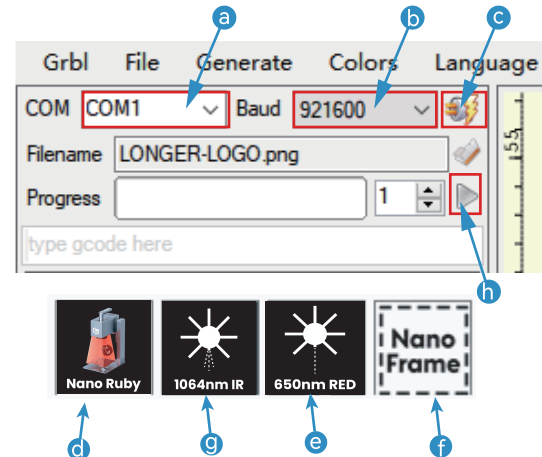 a b c
Grbl File Generate Colors Language
COM COM1 Baud 921600
Filename LONGER-LOGO.png
Progress 1
type gcode here
55
h
Nano Ruby 1064nm IR 650nm RED Nano Frame
d g e f